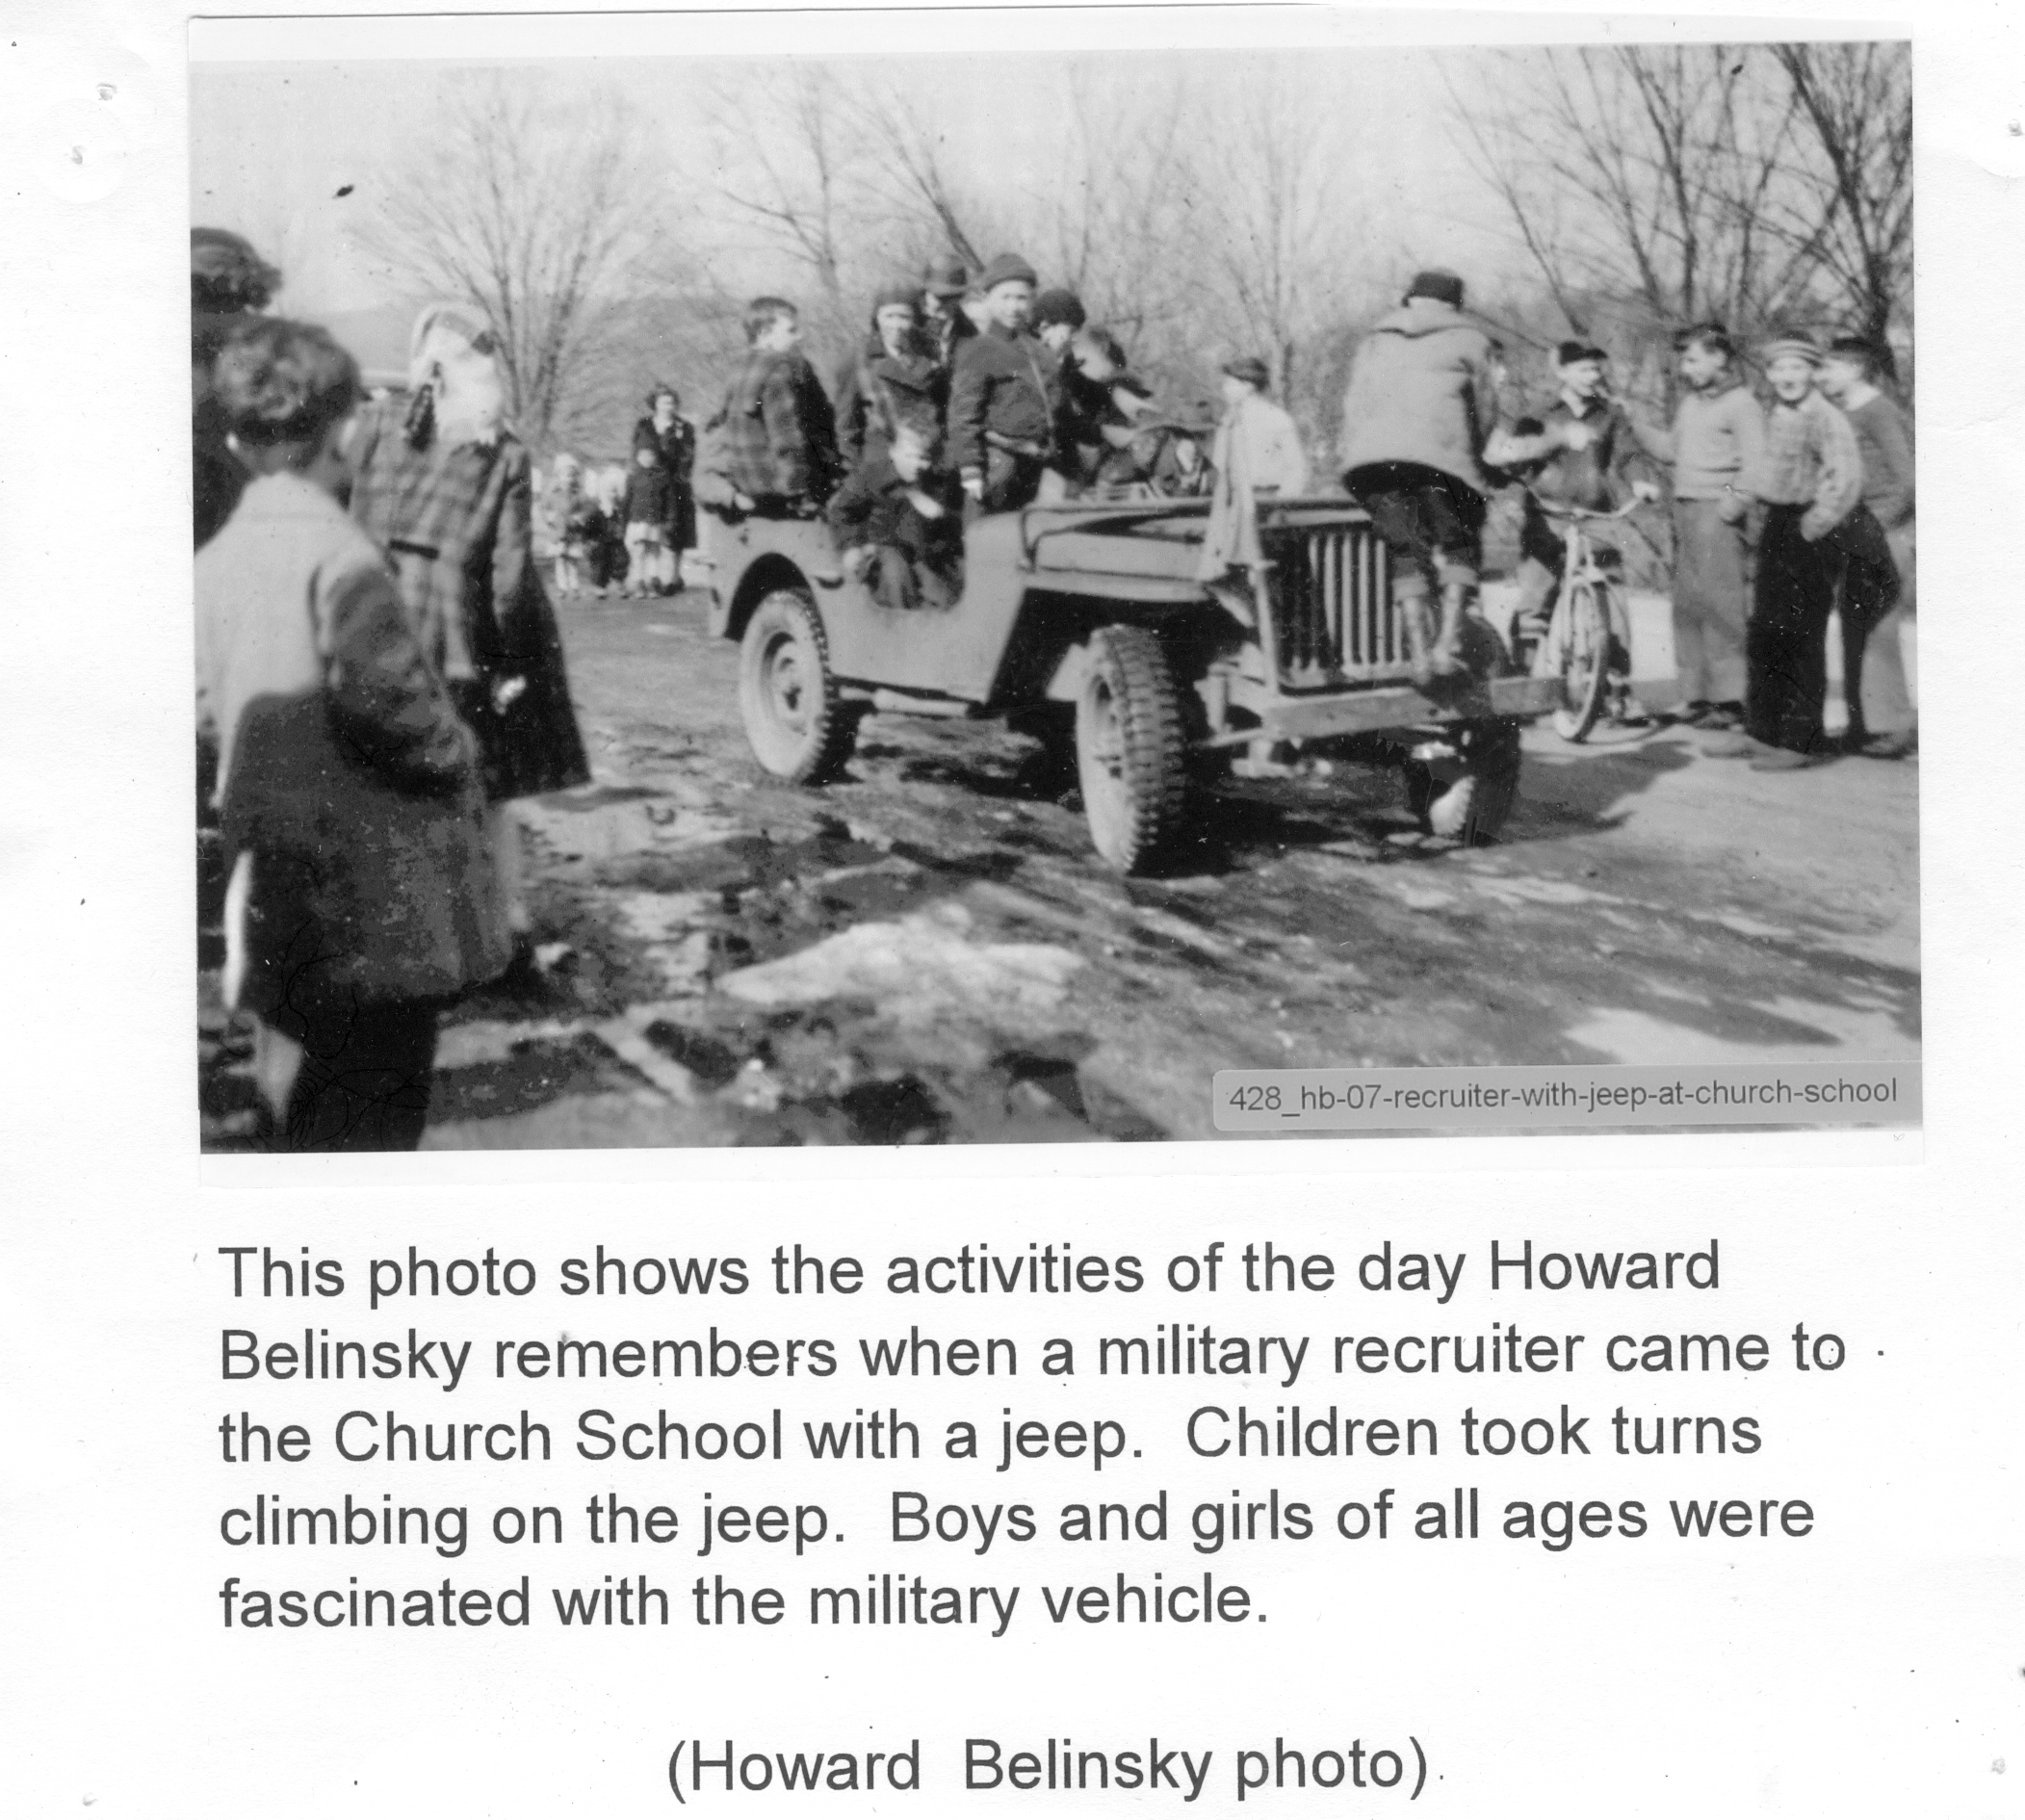 428_hb-07-recruiter-with-jeep-at-church-school
This photo shows the activities of the day Howard
Belinsky remembers when a military recruiter came to
the Church School with a jeep.  Children took turns
climbing on the jeep.  Boys and girls of all ages were
fascinated with the military vehicle.
(Howard  Belinsky photo)